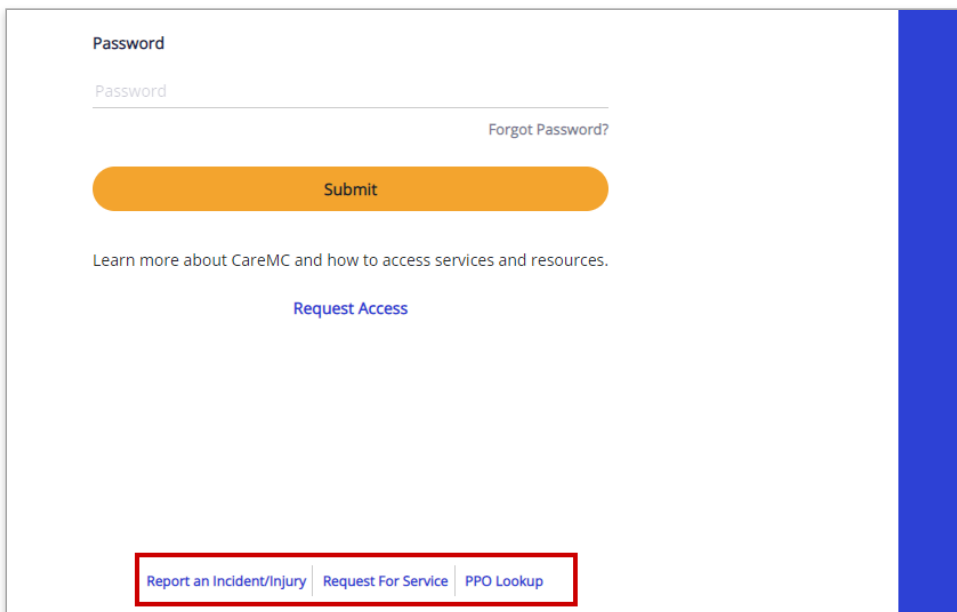 Password
Password
Forgot Password?
Submit
Learn more about CareMC and how to access services and resources.
Request Access
Report an Incident/Injury Request For Service PPO Lookup